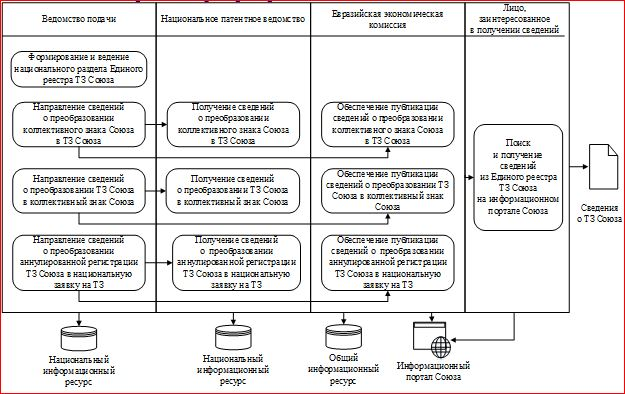 Ведомство подачи
Национальное патентное ведомство
Евразийская экономическая
комиссия
Лицо,
заинтересованное
в получении сведений
Формирование и ведение
национального раздела Единого
реестра ТЗ Союза
Направление сведений
о преобразовании
коллективного знака Союза
в ТЗ Союза
Получение сведений
о преобразовании
коллективного знака Союза
в ТЗ Союза
Обеспечение публикации
сведений о преобразовании
коллективного знака Союза
в ТЗ Союза
Направление сведений
о преобразовании ТЗ Союза
в коллективный знак Союза
Получение сведений
о преобразовании ТЗ Союза
в коллективный знак Союза
Обеспечение публикации
сведений о преобразовании ТЗ
Союза в коллективный знак
Союза
Направление сведений
о преобразовании
аннулированной регистрации
ТЗ Союза в национальную
заявку на ТЗ
Получение сведений
о преобразовании
аннулированной регистрации
ТЗ Союза в национальную
заявку на ТЗ
Обеспечение публикации
сведений о преобразовании
аннулированной регистрации
ТЗ Союза в национальную
заявку на ТЗ
Поиск
и получение
сведений
из Единого реестра
ТЗ Союза
на информационном
портале Союза
Сведения
о ТЗ Союза
Национальный
информационный
ресурс
Национальный
информационный
ресурс
Общий
информационный
ресурс
Информационный
портал Союза